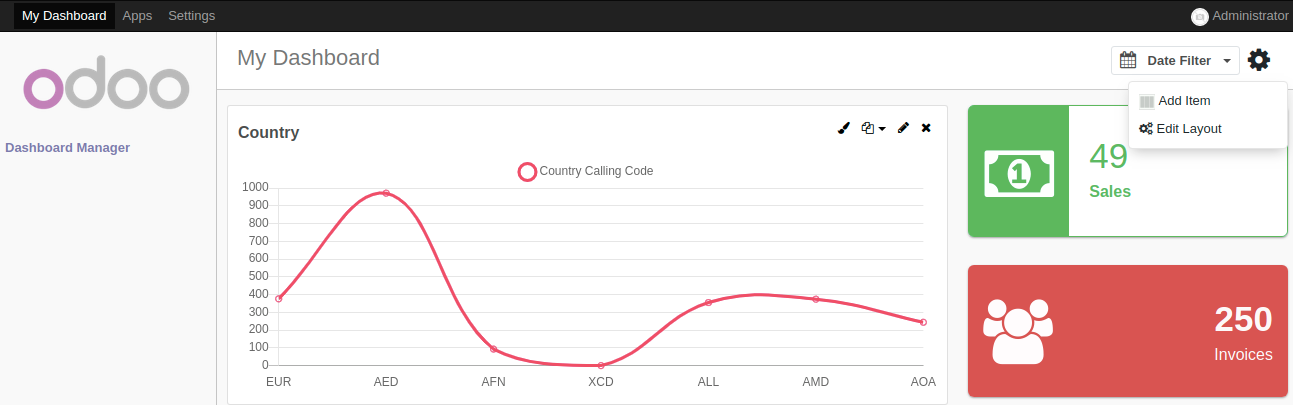 My Dashboard Apps Settings Administrator
odoo
Dashboard Manager
My Dashboard
Date Filter
Add Item
Edit Layout
Country
Country Calling Code
1000
900
800
700
600
500
400
300
200
100
0
EUR AED AFN XCD ALL AMD AOA
1
49
Sales
250
Invoices